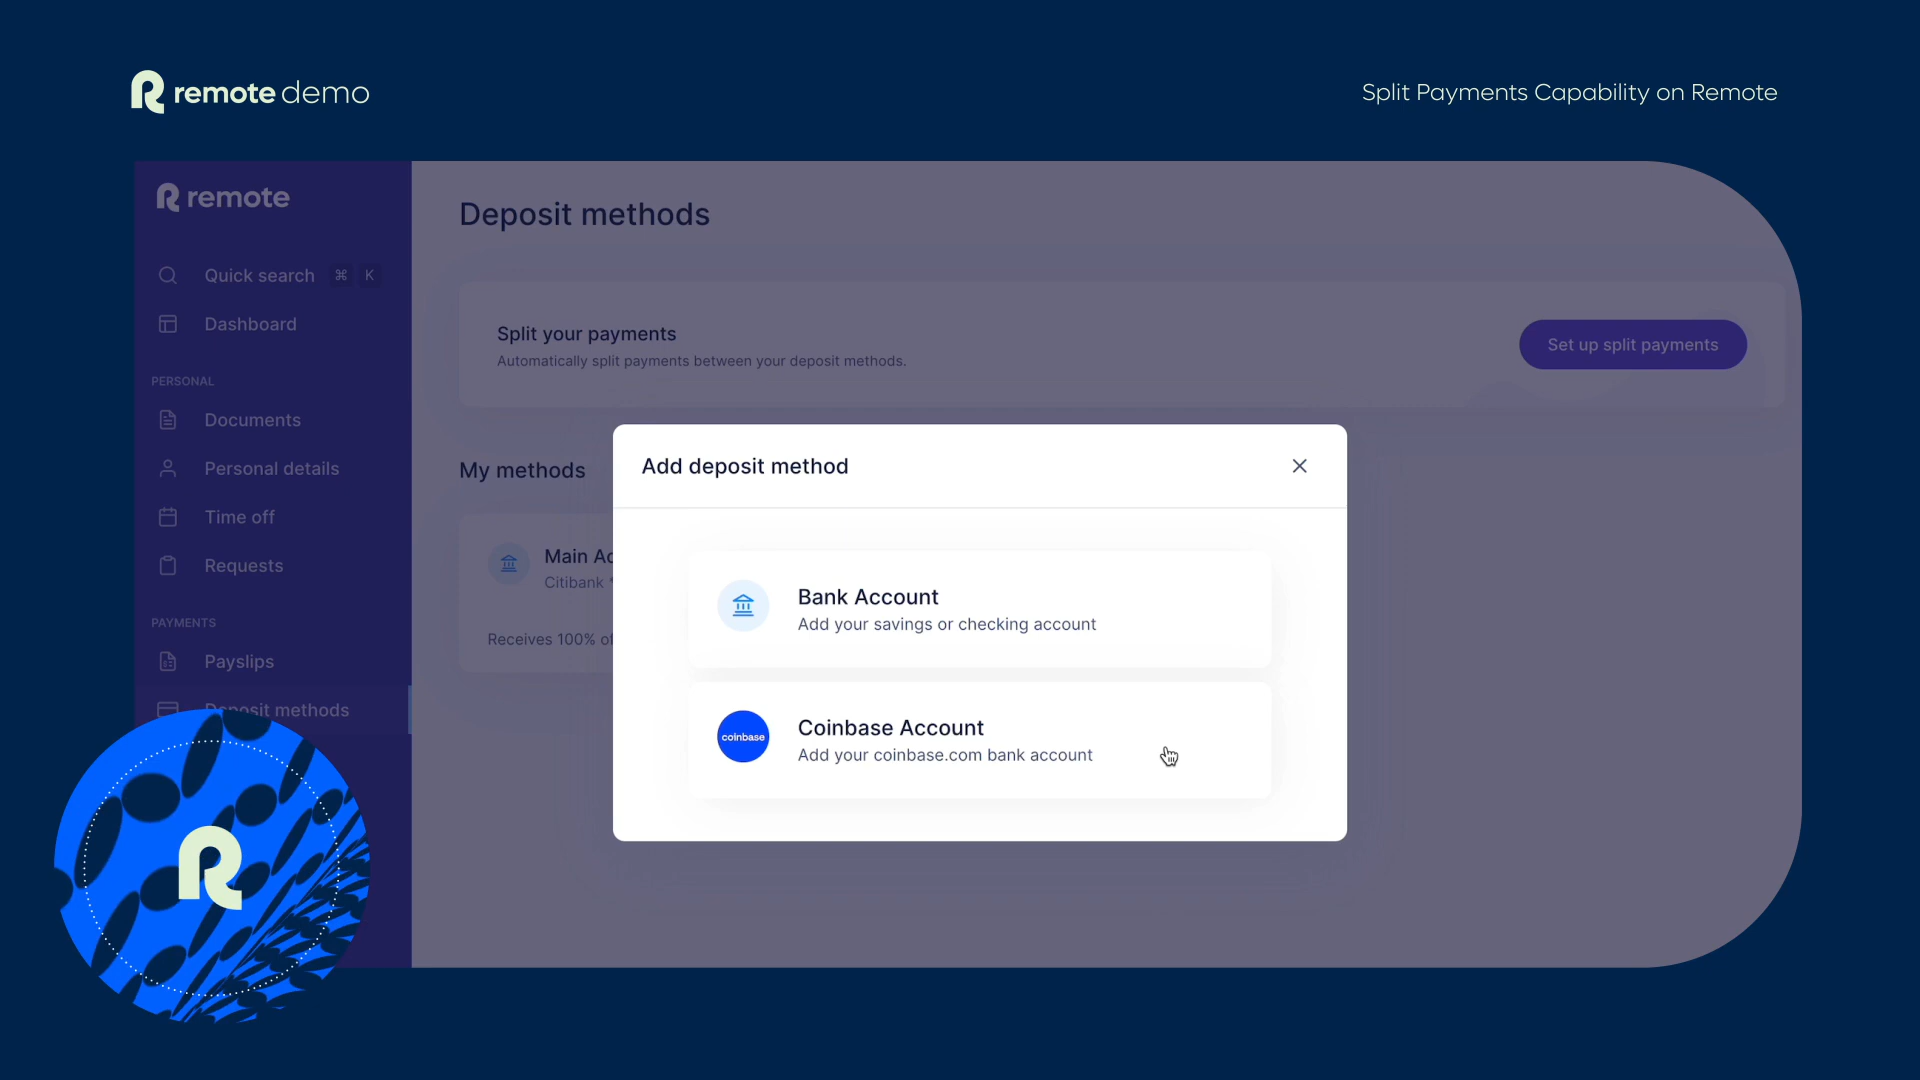 remote demo
Split Payments Capability on Remote
remote
Quick search ⌘ K
Dashboard
PERSONAL
Documents
Personal details
Time off
Requests
PAYMENTS
Payslips
Deposit methods
Deposit methods
Split your payments
Automatically split payments between your deposit methods.
Set up split payments
My methods
Main
Citibank
Receives 100%
Add deposit method
Bank Account
Add your savings or checking account
coinbase
Coinbase Account
Add your coinbase.com bank account